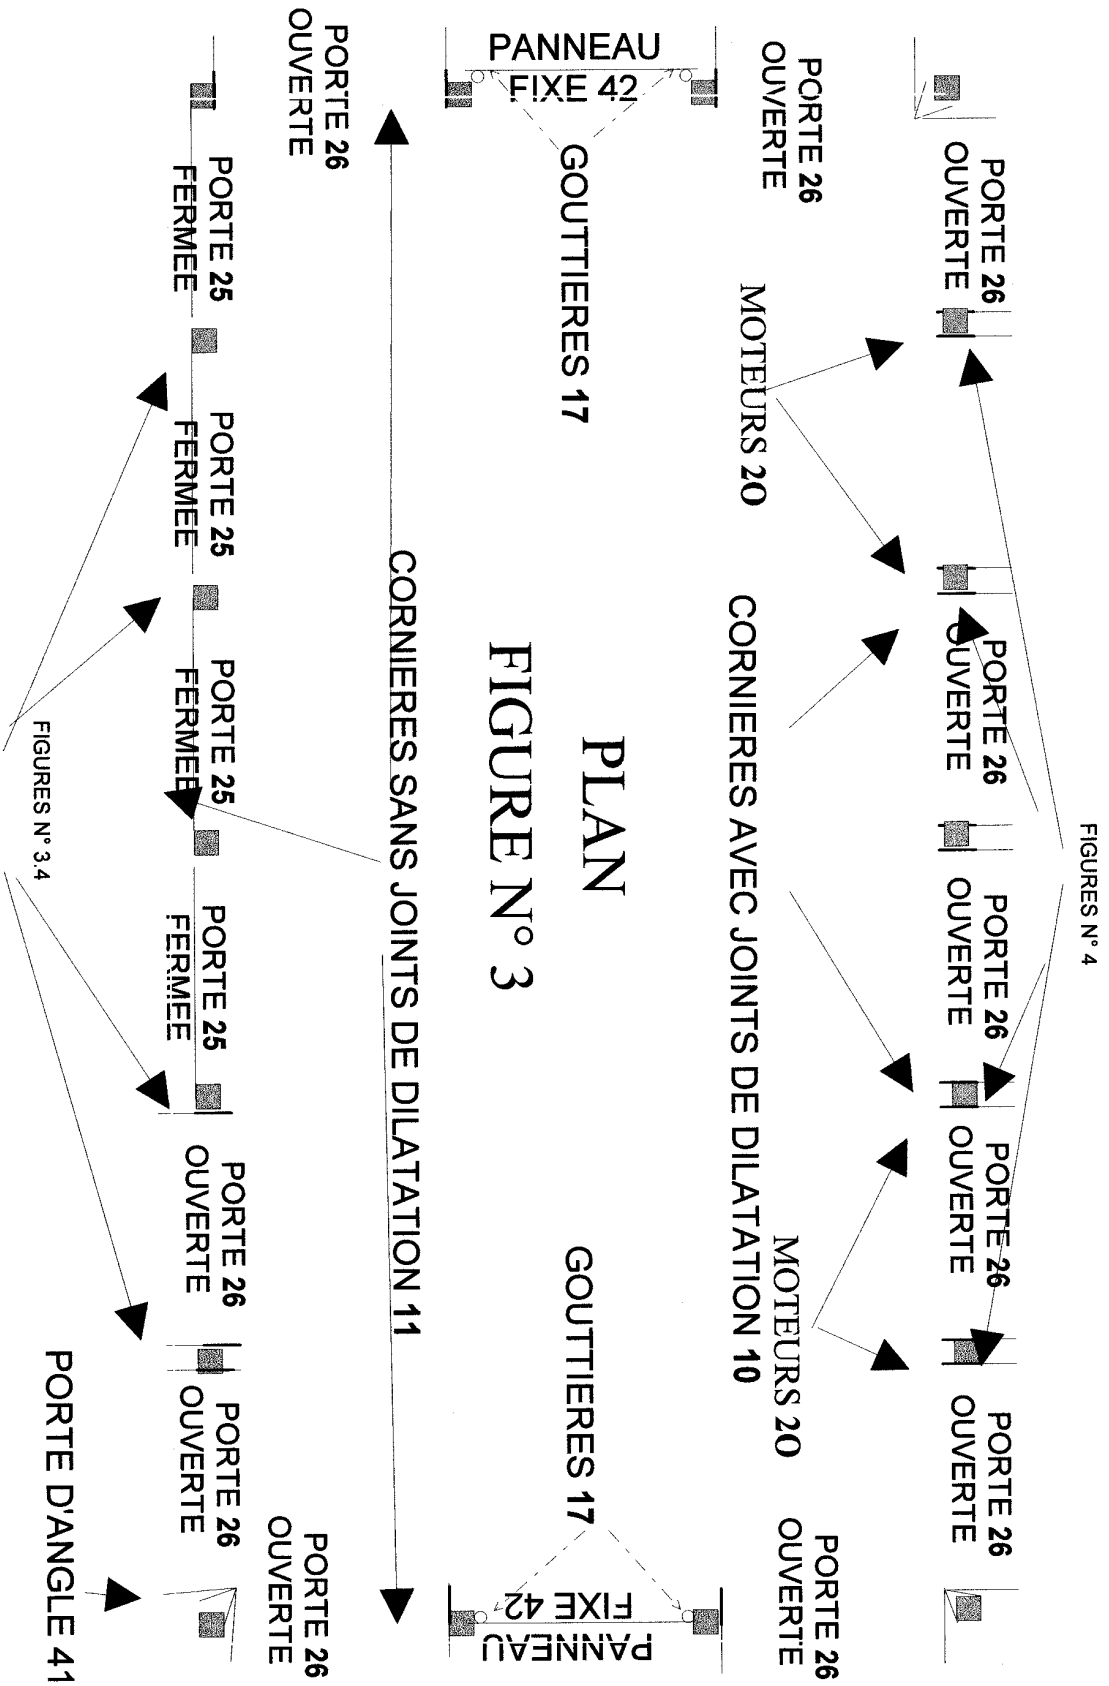 FIGURES N° 4
PORTE 26
OUVERTE
PORTE 26
OUVERTE
PORTE 26
OUVERTE
PORTE 26
OUVERTE
PORTE 26
OUVERTE
PORTE 26
OUVERTE
MOTEURS 20
MOTEURS 20
PORTE 26
OUVERTE
CORNIERES AVEC JOINTS DE DILATATION 10
PANNEAU
FIXE 42
GOUTTIERES 17
PLAN
FIGURE N° 3
GOUTTIERES 17
PANNEAU
FIXE 42
CORNIERES SANS JOINTS DE DILATATION 11
PORTE 26
OUVERTE
PORTE 26
OUVERTE
PORTE 25
FERMEE
PORTE 25
FERMEE
PORTE 25
FERMEE
PORTE 25
FERMEE
PORTE 26
OUVERTE
PORTE 26
OUVERTE
FIGURES N° 3.4
PORTE D'ANGLE 41